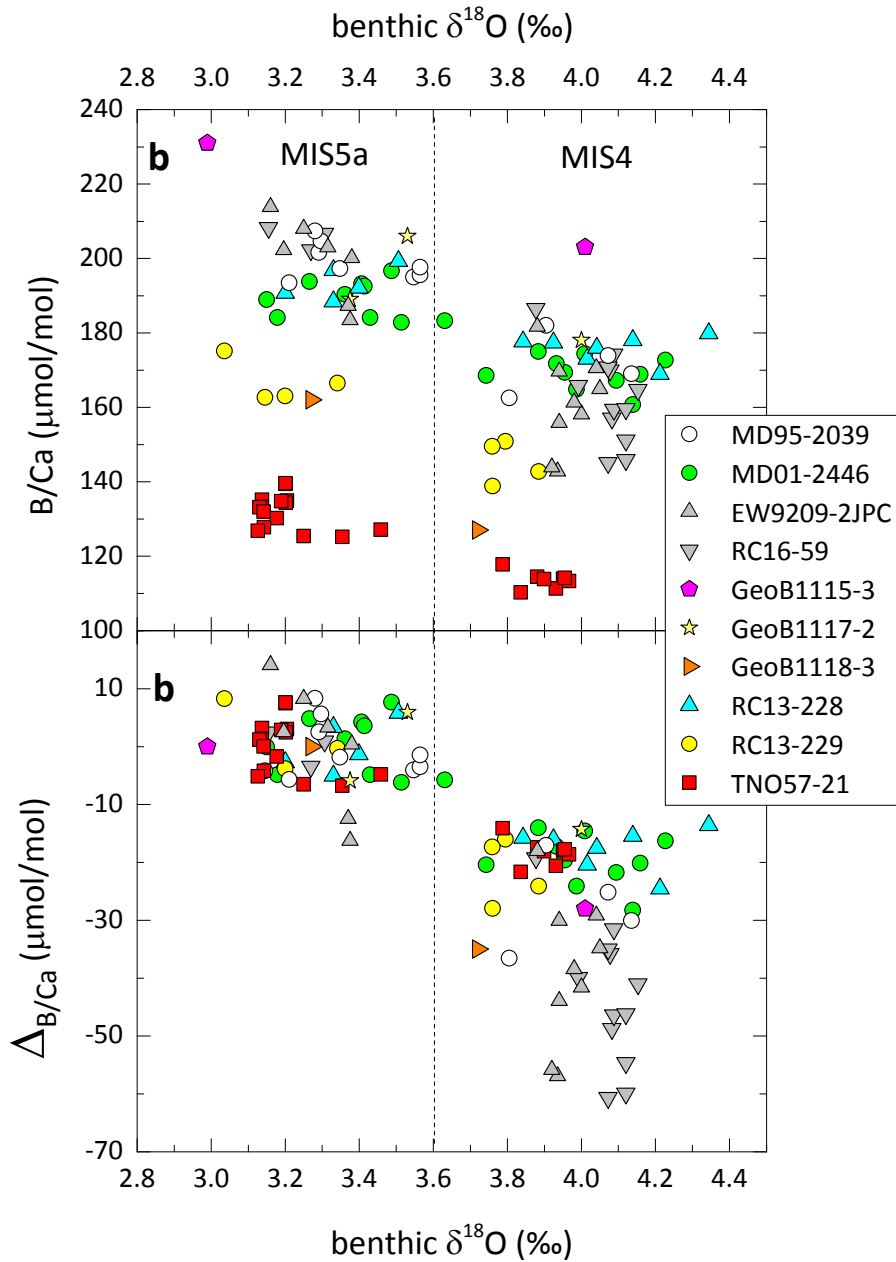 benthic δ¹⁸O (‰)
2.8 3.0 3.2 3.4 3.6 3.8 4.0 4.2 4.4
240
b MIS5a MIS4
220
200
180
160
140
120
100
B/Ca (μmol/mol)
MD95-2039
MD01-2446
EW9209-2JPC
RC16-59
GeoB1115-3
GeoB1117-2
GeoB1118-3
RC13-228
RC13-229
TNO57-21
b
10
-10
-30
-50
-70
Δ_B/Ca (μmol/mol)
2.8 3.0 3.2 3.4 3.6 3.8 4.0 4.2 4.4
benthic δ¹⁸O (‰)